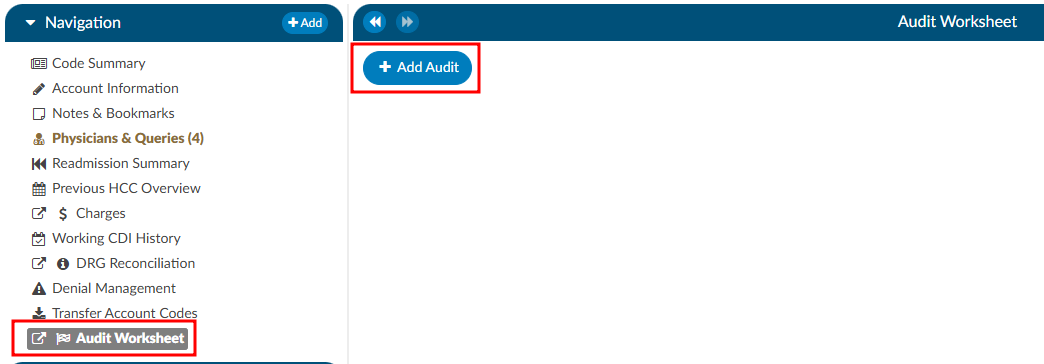 Navigation
+ Add
Code Summary
Account Information
Notes & Bookmarks
Physicians & Queries (4)
Readmission Summary
Previous HCC Overview
$ Charges
Working CDI History
DRG Reconciliation
Denial Management
Transfer Account Codes
Audit Worksheet
Audit Worksheet
+ Add Audit